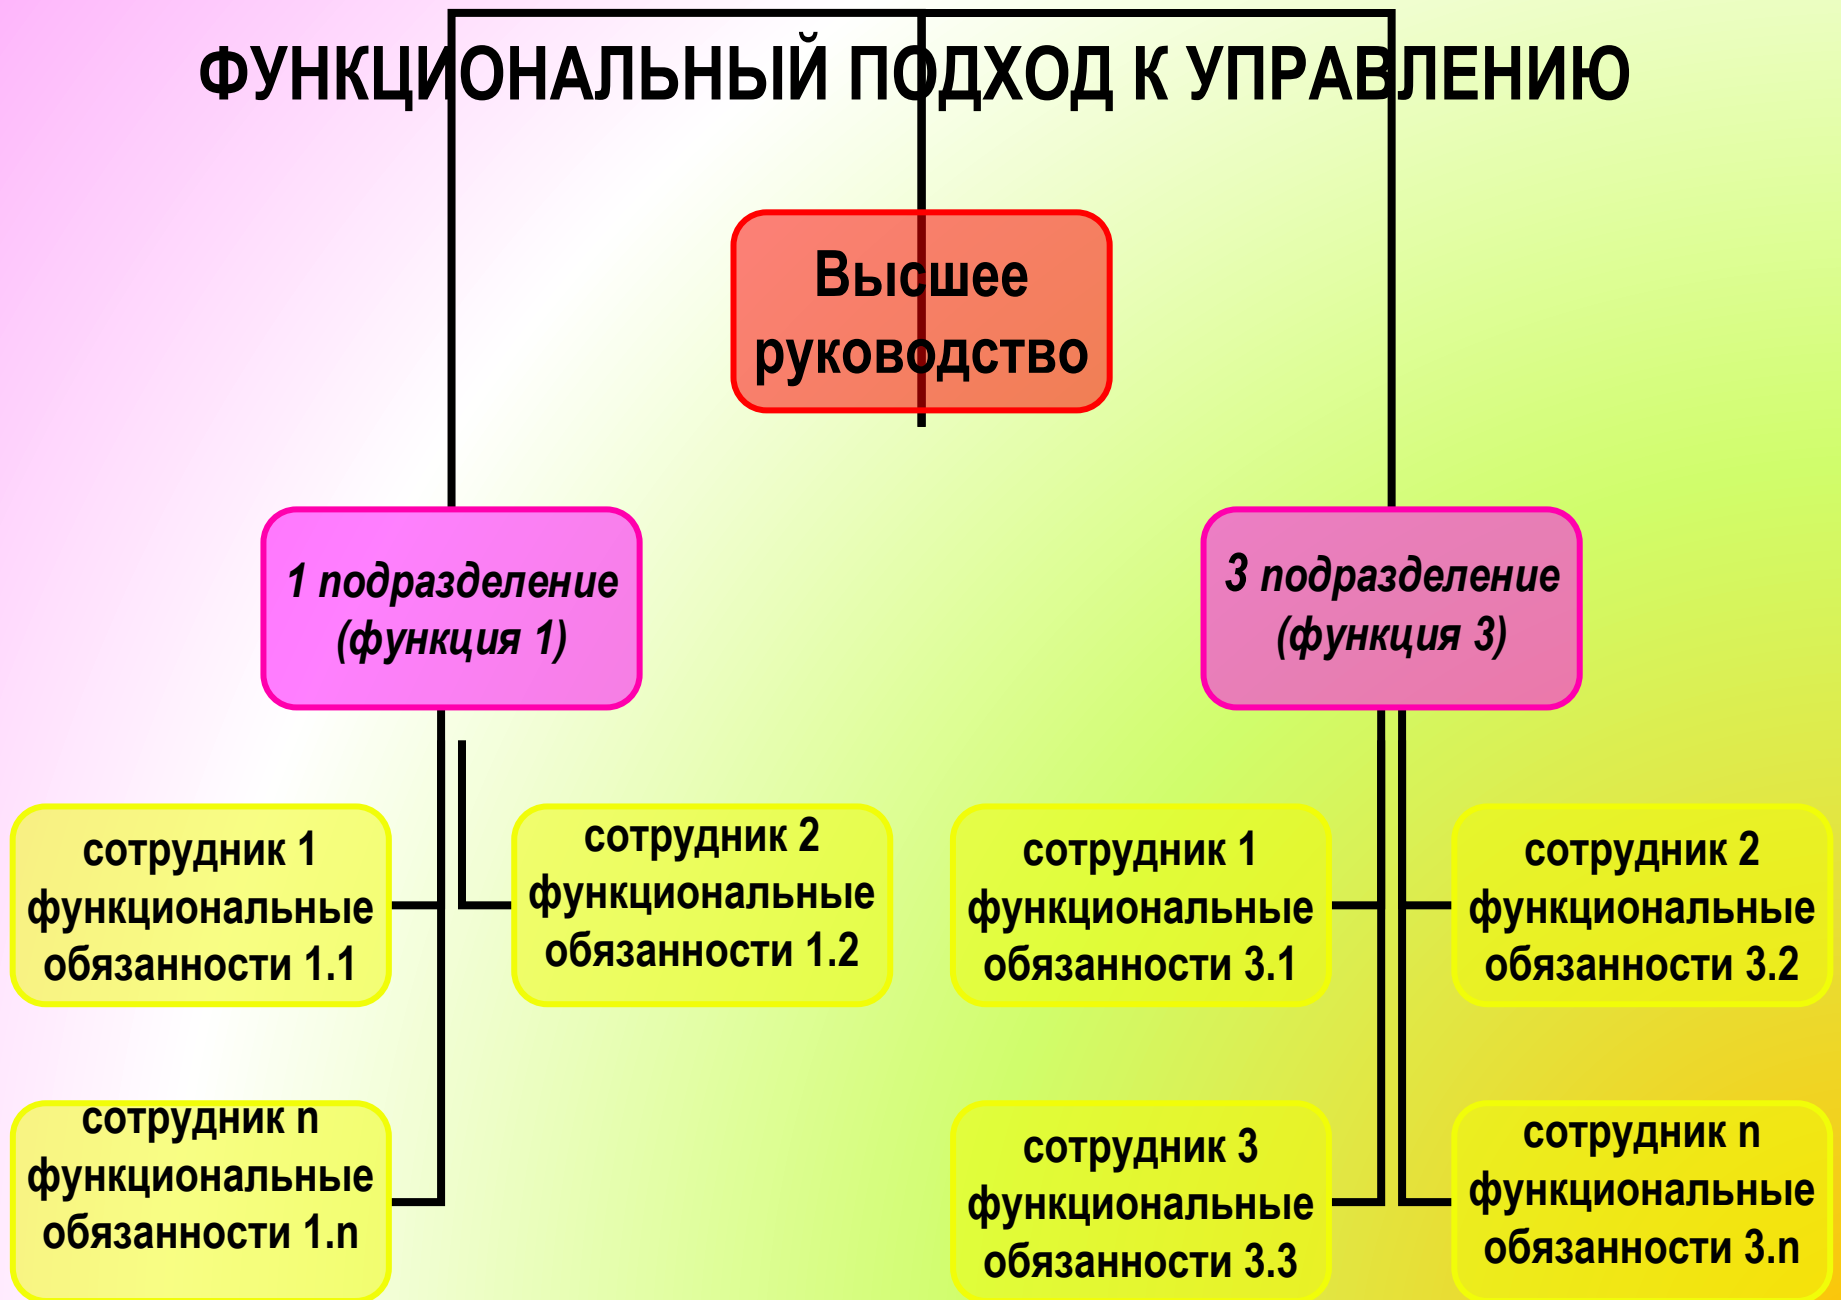 ФУНКЦИОНАЛЬНЫЙ ПОДХОД К УПРАВЛЕНИЮ
Высшее
руководство
1 подразделение
(функция 1)
3 подразделение
(функция 3)
сотрудник 1
функциональные
обязанности 1.1
сотрудник 2
функциональные
обязанности 1.2
сотрудник 1
функциональные
обязанности 3.1
сотрудник 2
функциональные
обязанности 3.2
сотрудник n
функциональные
обязанности 1.n
сотрудник 3
функциональные
обязанности 3.3
сотрудник n
функциональные
обязанности 3.n